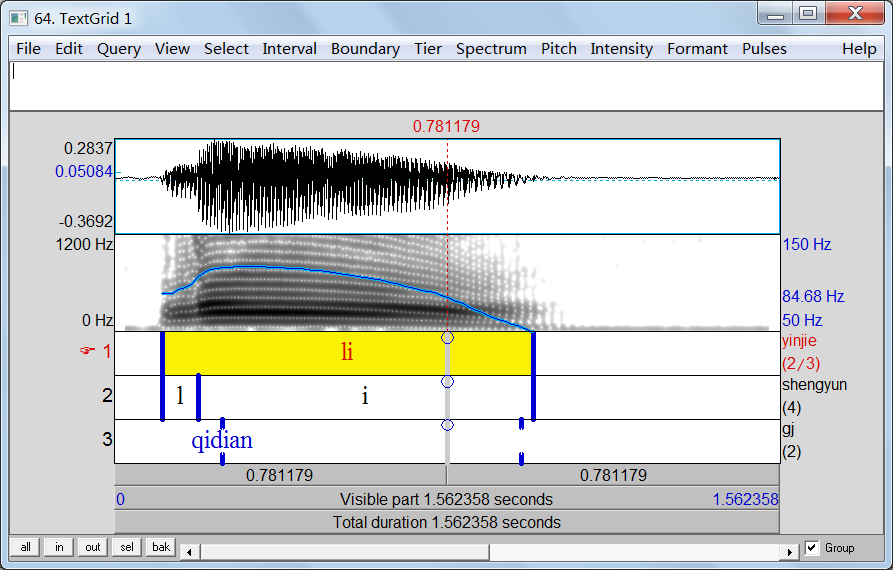 64. TextGrid 1
File Edit Query View Select Interval Boundary Tier Spectrum Pitch Intensity Formant Pulses Help
0.781179
0.2837
0.05084
-0.3692
1200 Hz 150 Hz
84.68 Hz
0 Hz 50 Hz
☞ 1 li yinjie
(2/3)
2 l i shengyun
(4)
3 qidian gj
(2)
0.781179 0.781179
0 Visible part 1.562358 seconds 1.562358
Total duration 1.562358 seconds
all in out sel bak Group